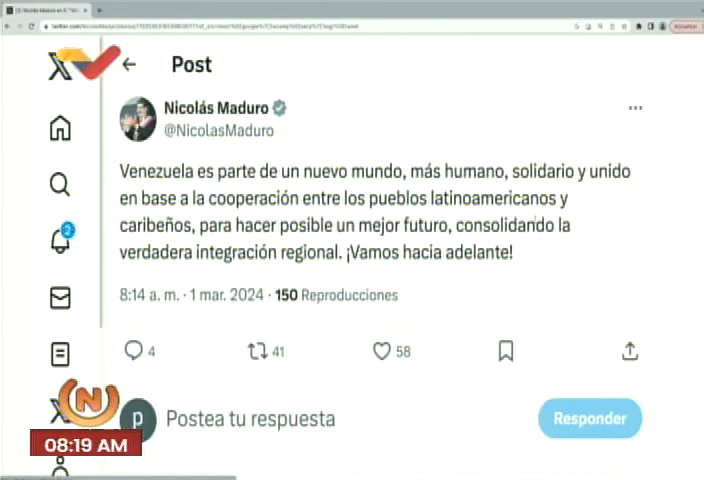 Post
Nicolás Maduro
@NicolasMaduro
Venezuela es parte de un nuevo mundo, más humano, solidario y unido
en base a la cooperación entre los pueblos latinoamericanos y
caribeños, para hacer posible un mejor futuro, consolidando la
verdadera integración regional. ¡Vamos hacia adelante!
8:14 a. m. · 1 mar. 2024 · 150 Reproducciones
2
4
41
58
p
Postea tu respuesta
Responder
N
08:19 AM